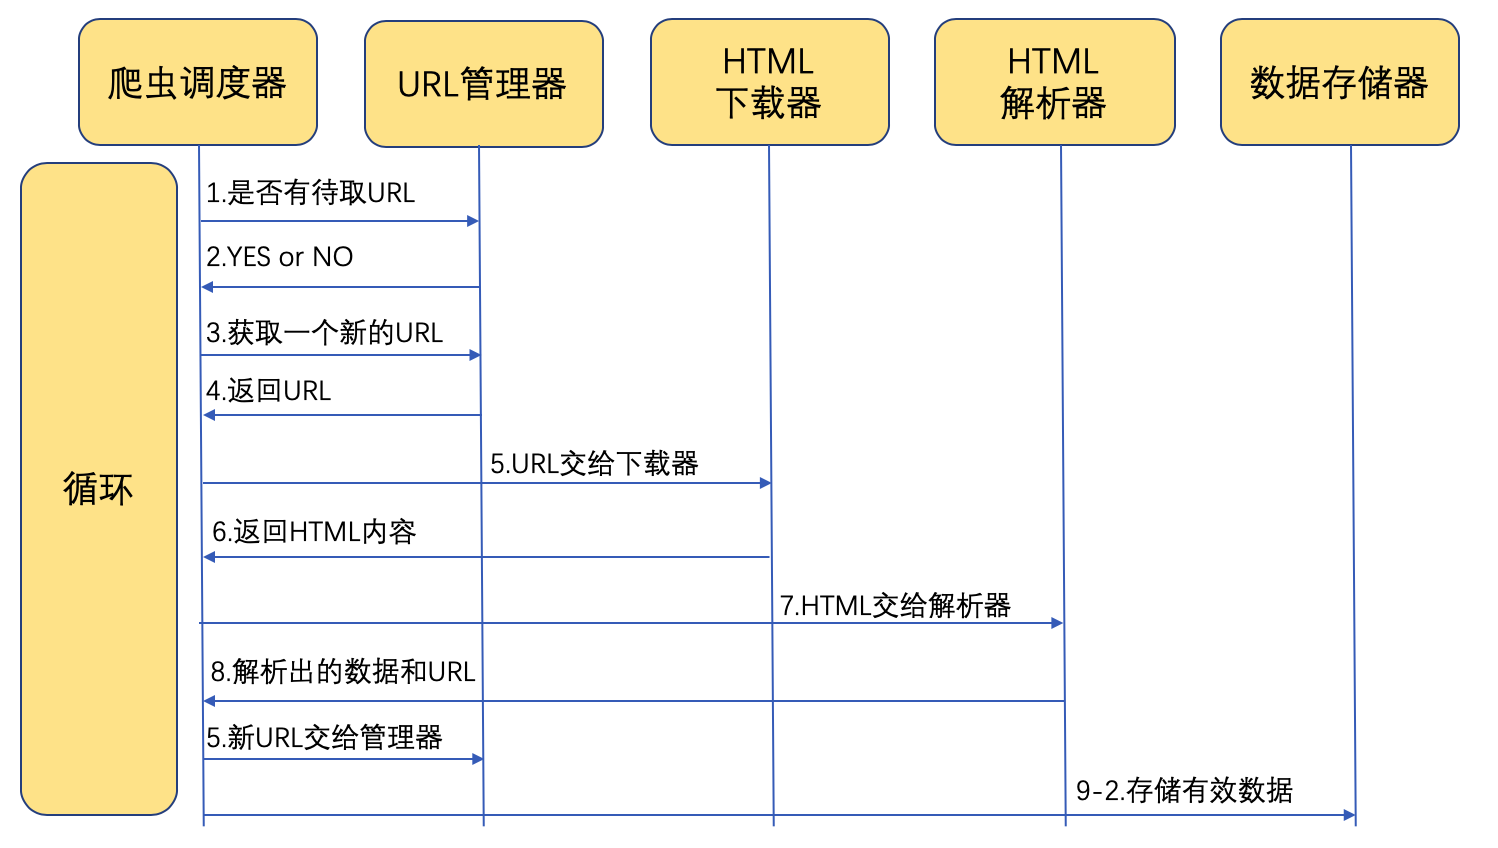 爬虫调度器
URL管理器
HTML
下载器
HTML
解析器
数据存储器
循环
1.是否有待取URL
2.YES or NO
3.获取一个新的URL
4.返回URL
5.URL交给下载器
6.返回HTML内容
7.HTML交给解析器
8.解析出的数据和URL
5.新URL交给管理器
9-2.存储有效数据